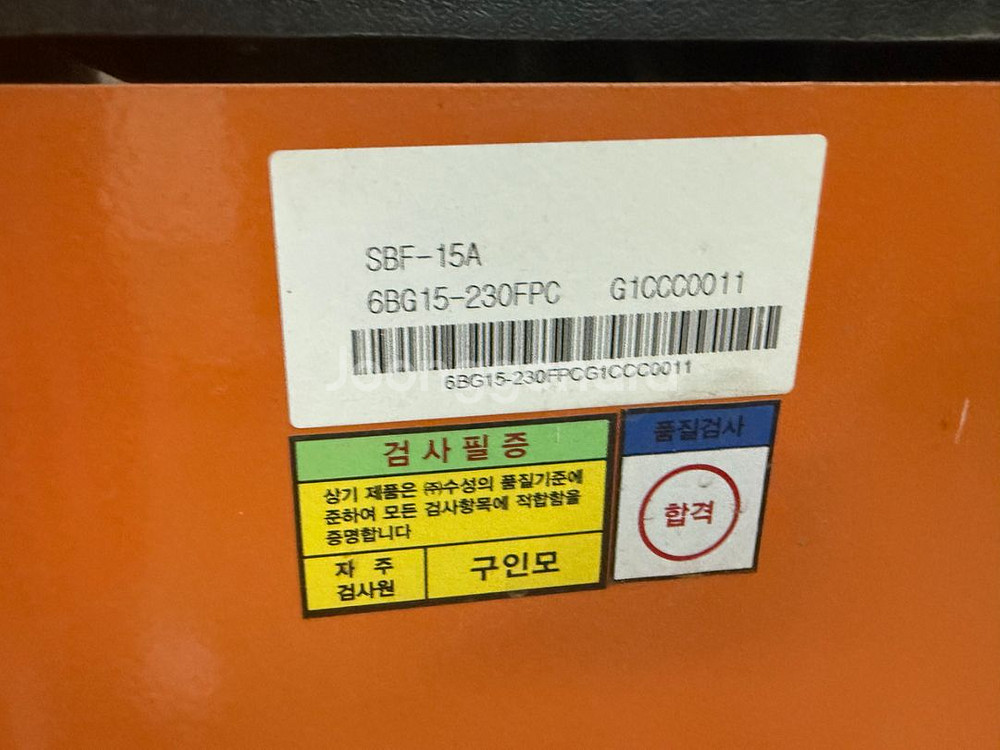 SBF-15A
6BG15-230FPC G1CCC0011
6BG15-230FPCG1CCC0011
검사필증
상기 제품은 ㈜수성의 품질기준에
준하여 모든 검사항목에 적합함을
증명합니다
자 주
검사원
구인모
품질검사
합격